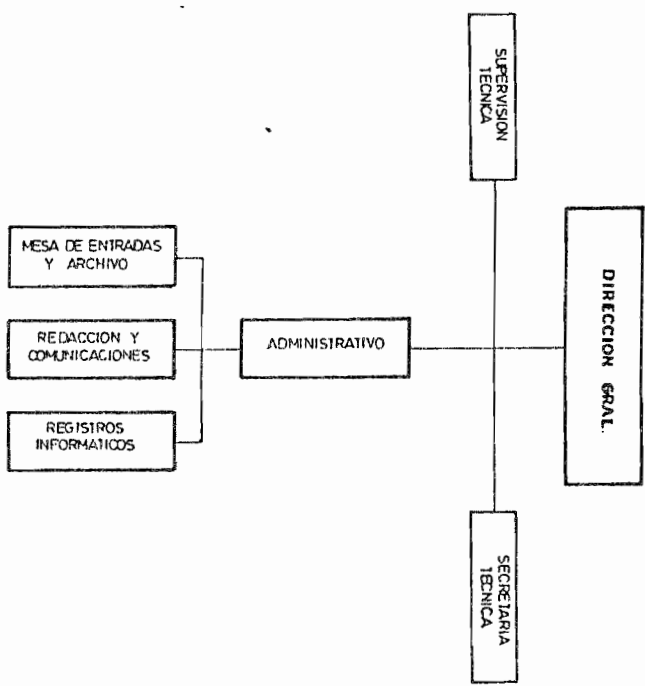 SUPERVISION
TECNICA
DIRECCION GRAL.
MESA DE ENTRADAS
Y ARCHIVO
REDACCION Y
COMUNICACIONES
ADMINISTRATIVO
REGISTROS
INFORMATICOS
SECRETARIA
TECNICA